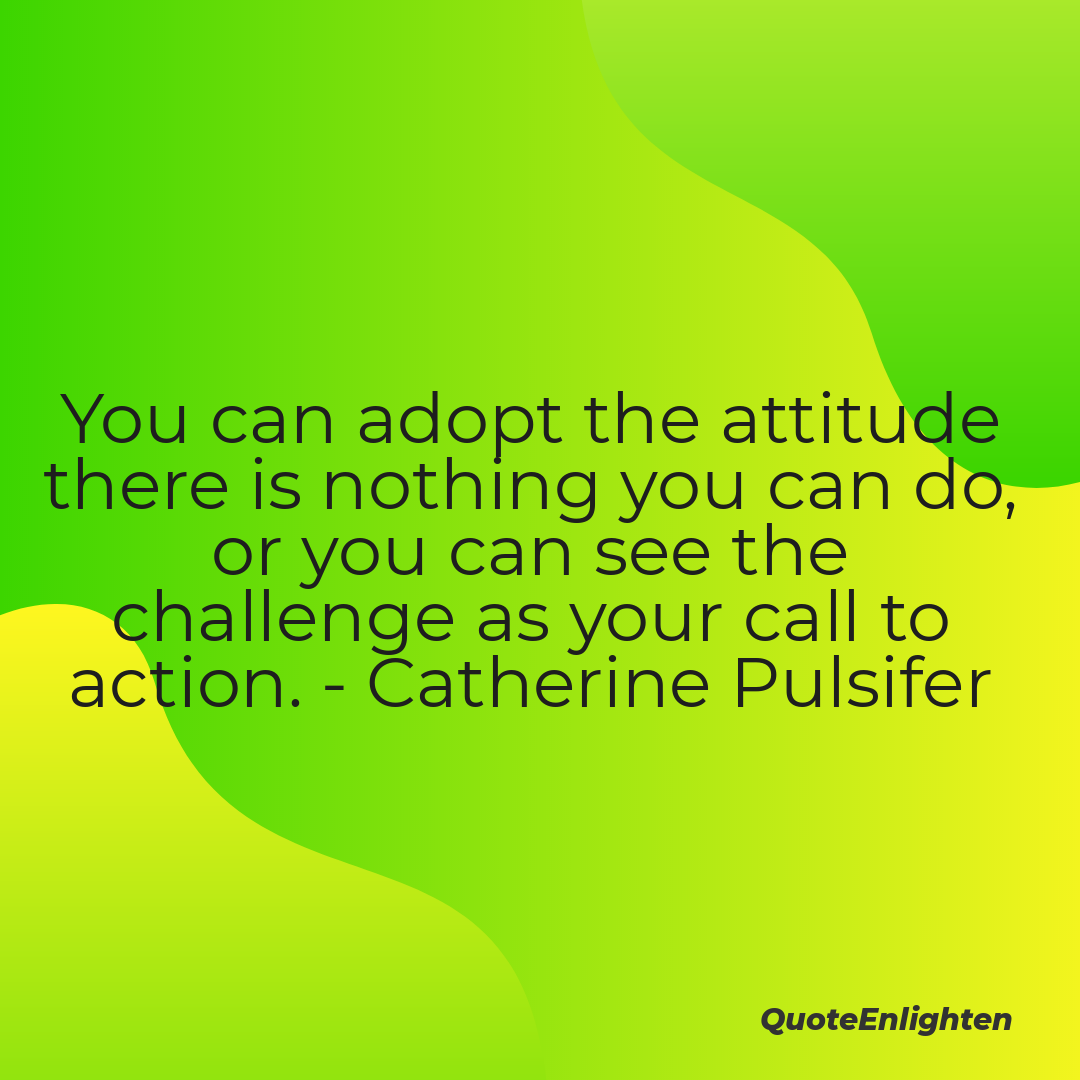 You can adopt the attitude
there is nothing you can do,
or you can see the
challenge as your call to
action. - Catherine Pulsifer
QuoteEnlighten